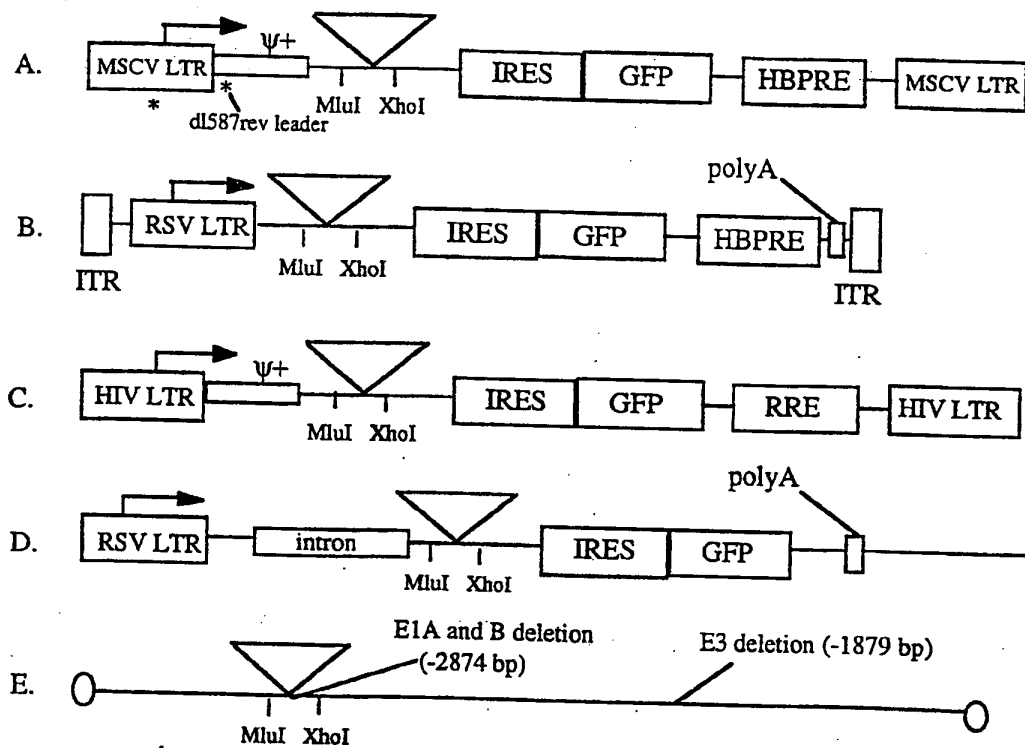 A. MSCV LTR ψ+ IRES GFP HBPRE MSCV LTR
* * MluI XhoI
dl587rev leader
polyA
B. RSV LTR IRES GFP HBPRE
ITR MluI XhoI ITR
C. HIV LTR ψ+ IRES GFP RRE HIV LTR
MluI XhoI
polyA
D. RSV LTR intron IRES GFP
MluI XhoI
E1A and B deletion
(-2874 bp)
E3 deletion (-1879 bp)
E.
MluI XhoI